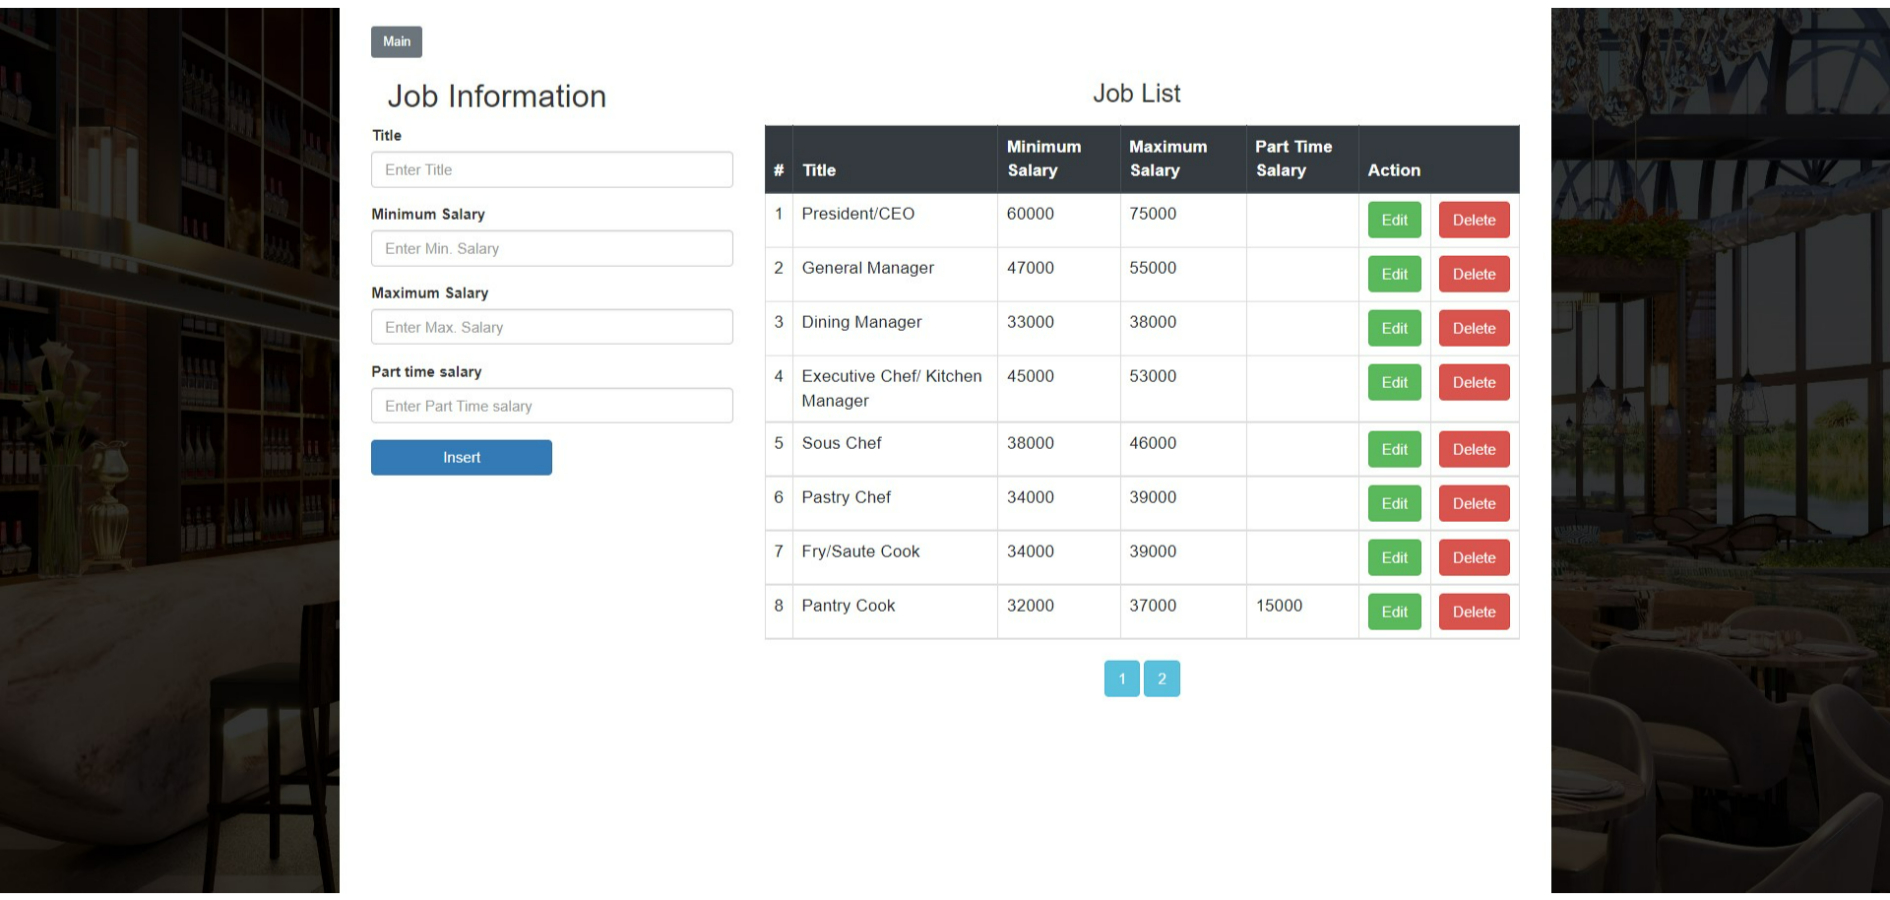 Main
Job Information
Title
Enter Title
Minimum Salary
Enter Min. Salary
Maximum Salary
Enter Max. Salary
Part time salary
Enter Part Time salary
Insert
Job List
# Title Minimum Salary Maximum Salary Part Time Salary Action
1 President/CEO 60000 75000 Edit Delete
2 General Manager 47000 55000 Edit Delete
3 Dining Manager 33000 38000 Edit Delete
4 Executive Chef/ Kitchen 45000 53000 Edit Delete
Manager
5 Sous Chef 38000 46000 Edit Delete
6 Pastry Chef 34000 39000 Edit Delete
7 Fry/Saute Cook 34000 39000 Edit Delete
8 Pantry Cook 32000 37000 15000 Edit Delete
1 2